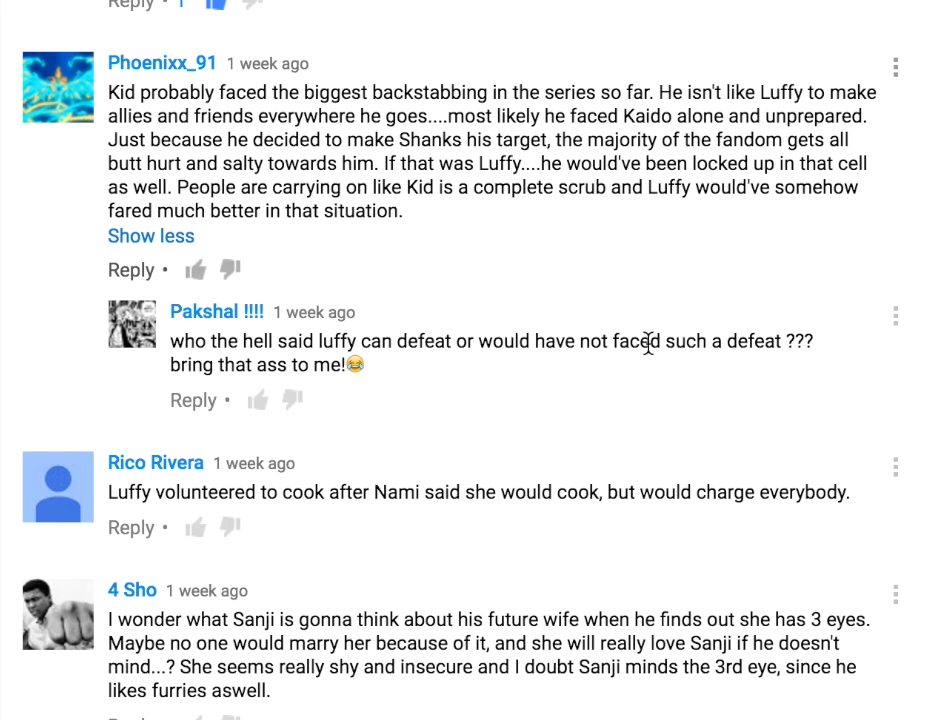 Reply • 1
Phoenixx_91 1 week ago
Kid probably faced the biggest backstabbing in the series so far. He isn't like Luffy to make
allies and friends everywhere he goes....most likely he faced Kaido alone and unprepared.
Just because he decided to make Shanks his target, the majority of the fandom gets all
butt hurt and salty towards him. If that was Luffy....he would've been locked up in that cell
as well. People are carrying on like Kid is a complete scrub and Luffy would've somehow
fared much better in that situation.
Show less
Reply •
Pakshal !!!! 1 week ago
who the hell said luffy can defeat or would have not faced such a defeat ???
bring that ass to me!😂
Reply •
Rico Rivera 1 week ago
Luffy volunteered to cook after Nami said she would cook, but would charge everybody.
Reply •
4 Sho 1 week ago
I wonder what Sanji is gonna think about his future wife when he finds out she has 3 eyes.
Maybe no one would marry her because of it, and she will really love Sanji if he doesn't
mind...? She seems really shy and insecure and I doubt Sanji minds the 3rd eye, since he
likes furries aswell.
Reply •